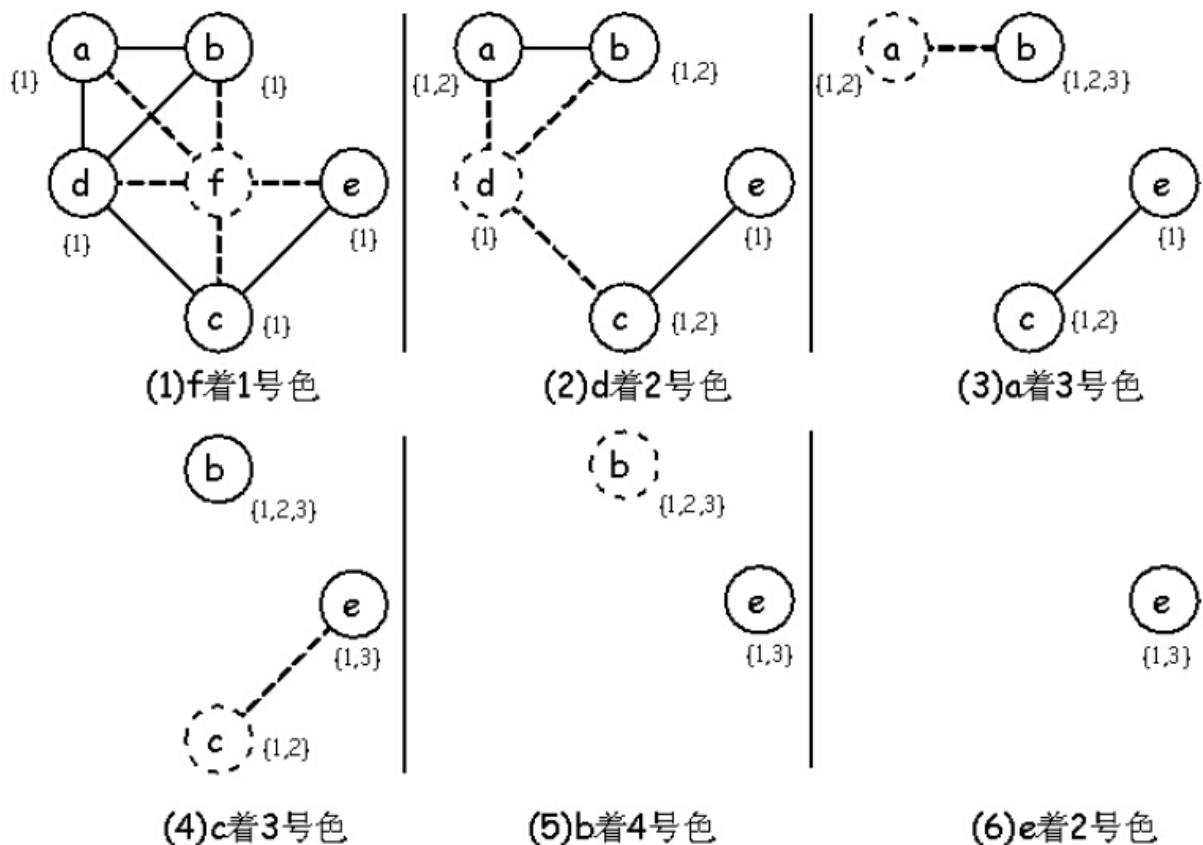 a b
{1} {1}
d f e
{1} {1}
c {1}
(1)f着1号色
a b
{1,2} {1,2}
d e
{1} {1}
c {1,2}
(2)d着2号色
a b
{1,2} {1,2,3}
e
{1}
c {1,2}
(3)a着3号色
b
{1,2,3}
e
{1,3}
c {1,2}
(4)c着3号色
b
{1,2,3}
e
{1,3}
(5)b着4号色
e
{1,3}
(6)e着2号色